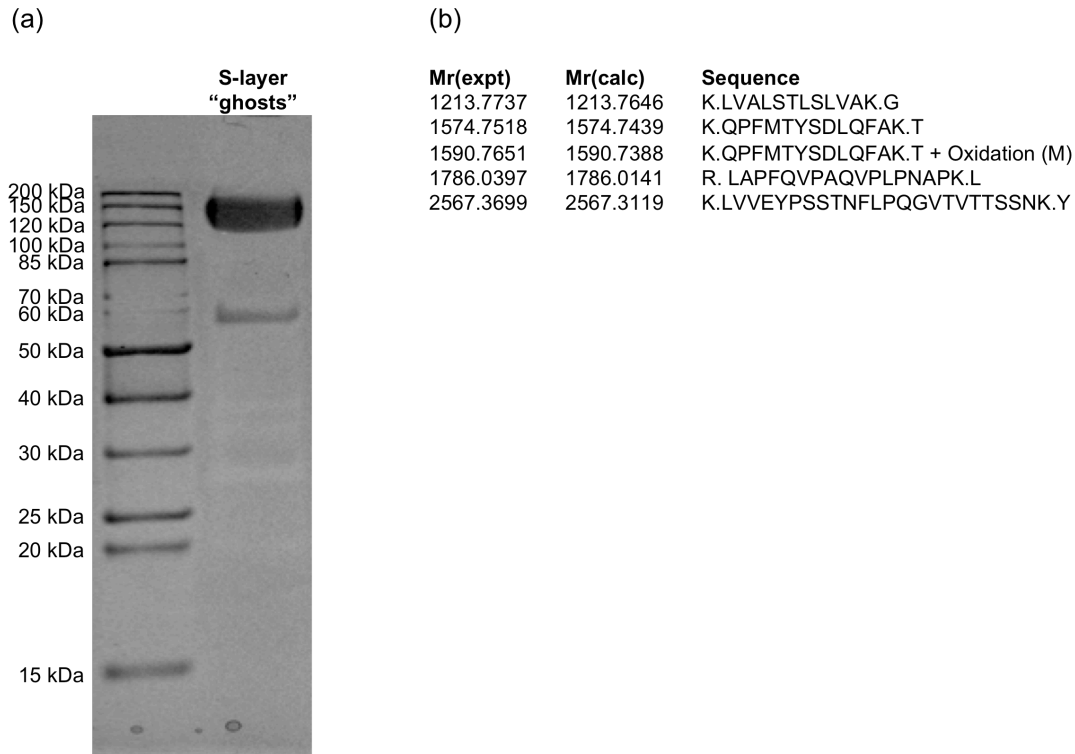 (a)
S-layer
“ghosts”
200 kDa
150 kDa
120 kDa
100 kDa
85 kDa
70 kDa
60 kDa
50 kDa
40 kDa
30 kDa
25 kDa
20 kDa
15 kDa
(b)
Mr(expt) Mr(calc) Sequence
1213.7737 1213.7646 K.LVALSTLSLVAK.G
1574.7518 1574.7439 K.QPFMTYSDLQFAK.T
1590.7651 1590.7388 K.QPFMTYSDLQFAK.T + Oxidation (M)
1786.0397 1786.0141 R. LAPFQVPAQVPLPNAPK.L
2567.3699 2567.3119 K.LVVEYPSSTNFLPQGVTVTTSSNK.Y